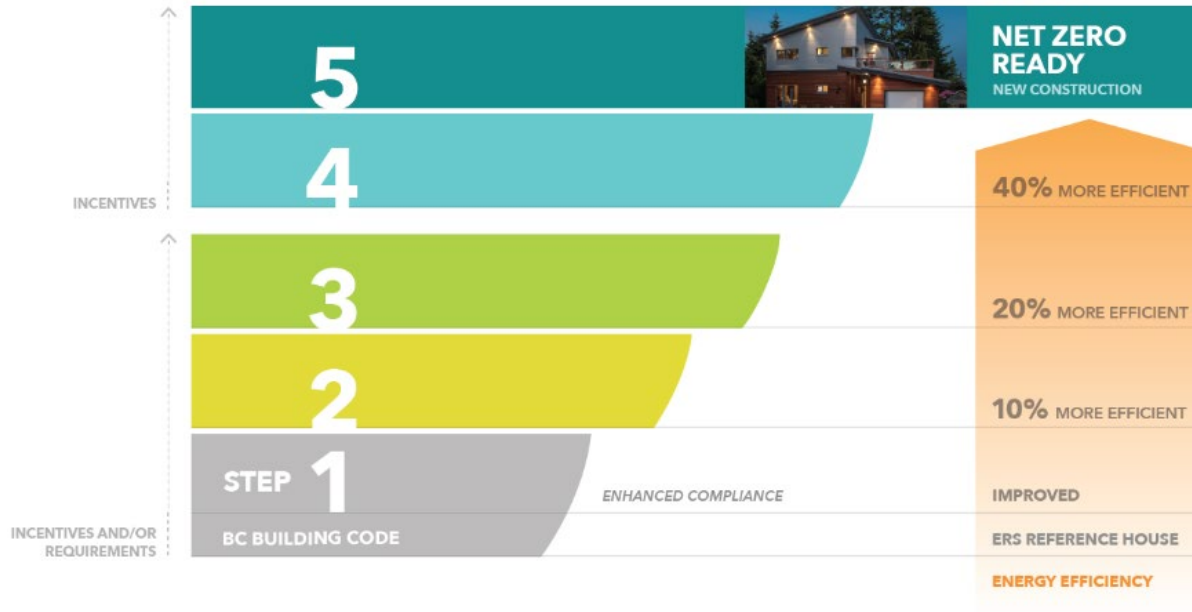 5
NET ZERO
READY
NEW CONSTRUCTION
4
INCENTIVES
40% MORE EFFICIENT
3
20% MORE EFFICIENT
2
10% MORE EFFICIENT
STEP 1
ENHANCED COMPLIANCE
IMPROVED
INCENTIVES AND/OR
REQUIREMENTS
BC BUILDING CODE
ERS REFERENCE HOUSE
ENERGY EFFICIENCY